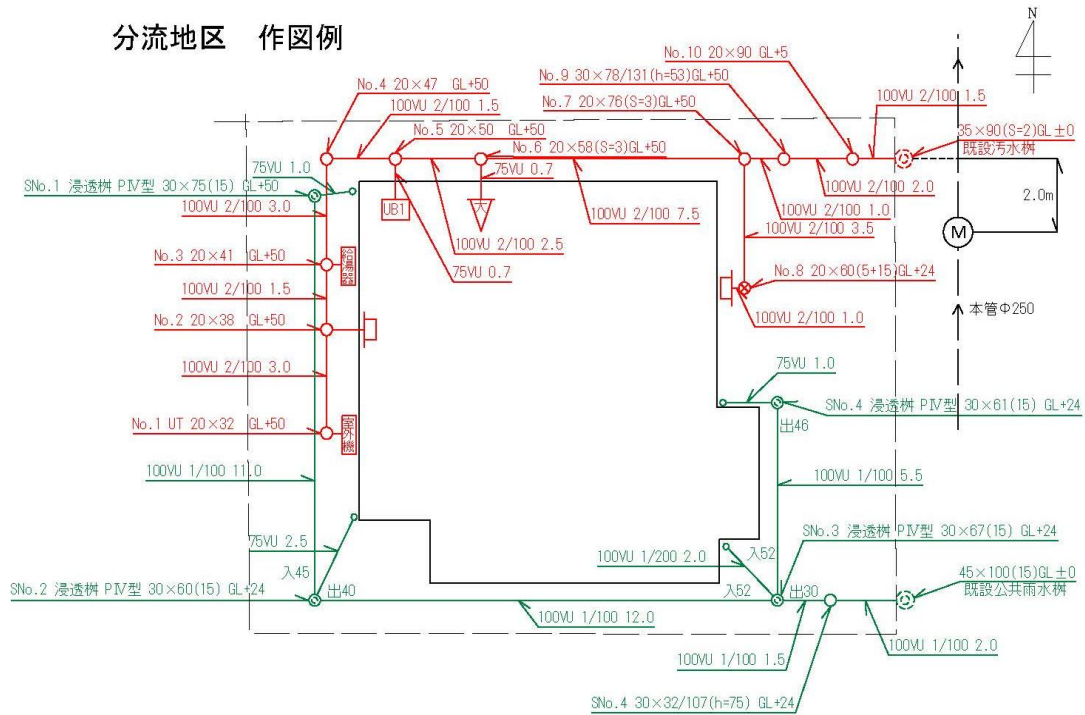 分流地区 作図例
N
No.10 20×90 GL+5
No.9 30×78/131(h=53)GL+50
No.4 20×47 GL+50
100VU 2/100 1.5
No.7 20×76(S=3)GL+50
100VU 2/100 1.5
No.5 20×50 GL+50
35×90(S=2)GL±0
既設汚水桝
No.6 20×58(S=3)GL+50
75VU 1.0
75VU 0.7
SNo.1 浸透桝 PⅣ型 30×75(15) GL+50
100VU 2/100 2.0
2.0m
100VU 2/100 3.0
UB1
大
100VU 2/100 7.5
100VU 2/100 1.0
100VU 2/100 3.5
M
100VU 2/100 2.5
No.3 20×41 GL+50
給湯器
75VU 0.7
No.8 20×60(5+15)GL+24
100VU 2/100 1.5
本管Φ250
No.2 20×38 GL+50
100VU 2/100 1.0
100VU 2/100 3.0
75VU 1.0
SNo.4 浸透桝 PⅣ型 30×61(15) GL+24
No.1 UT 20×32 GL+50
室外機
出46
100VU 1/100 11.0
100VU 1/100 5.5
SNo.3 浸透桝 PⅣ型 30×67(15) GL+24
75VU 2.5
100VU 1/200 2.0
入52
入45
45×100(15)GL±0
既設公共雨水桝
SNo.2 浸透桝 PⅣ型 30×60(15) GL+24
出40
入52
出30
100VU 1/100 12.0
100VU 1/100 2.0
100VU 1/100 1.5
SNo.4 30×32/107(h=75) GL+24